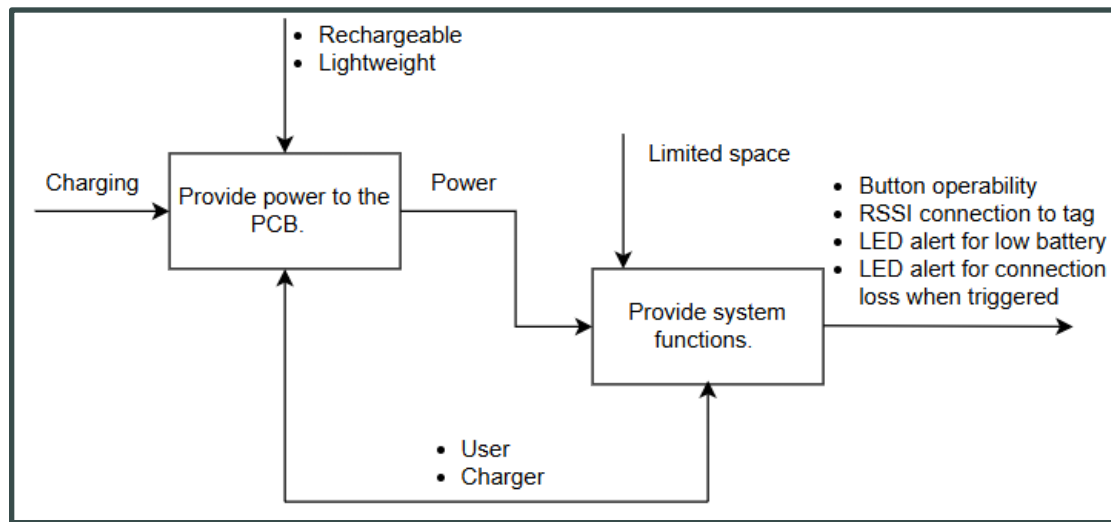 • Rechargeable
• Lightweight
Charging
Provide power to the
PCB.
Power
Limited space
• Button operability
• RSSI connection to tag
• LED alert for low battery
• LED alert for connection
loss when triggered
Provide system
functions.
• User
• Charger